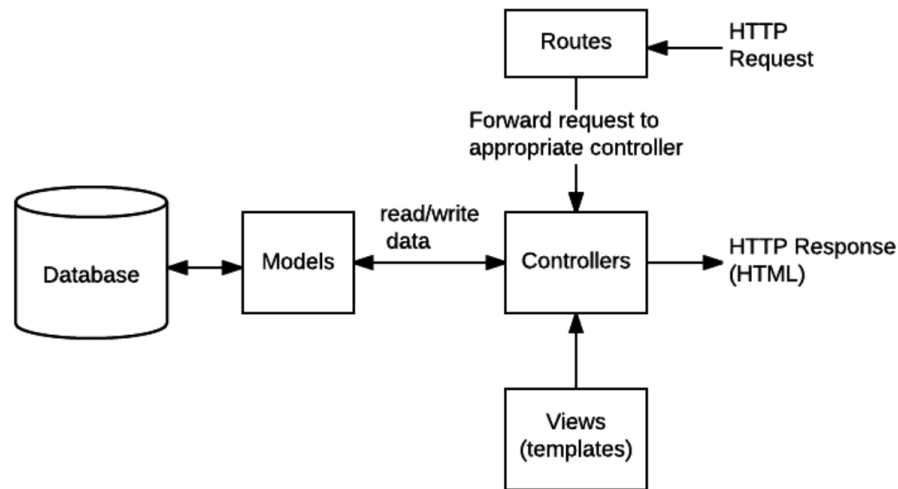 Routes
HTTP
Request
Forward request to
appropriate controller
read/write
data
Database
Models
Controllers
HTTP Response
(HTML)
Views
(templates)